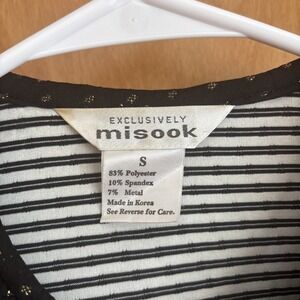 EXCLUSIVELY
misook
S
83% Polyester
10% Spandex
7% Metal
Made in Korea
See Reverse for Care.